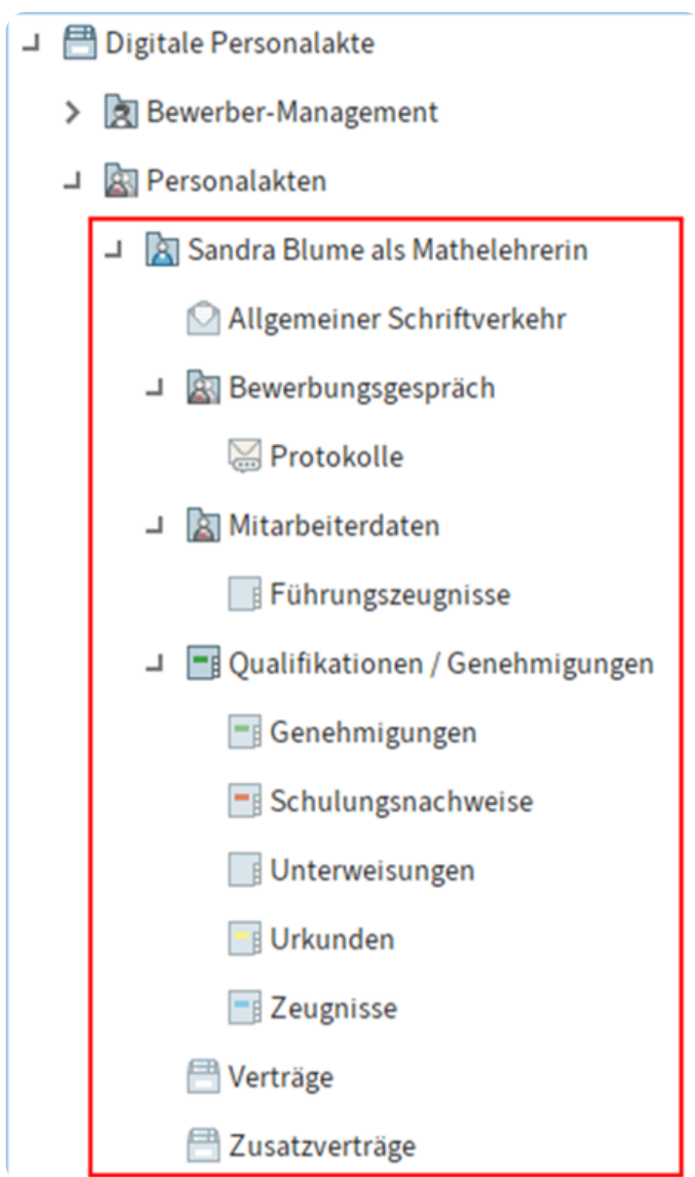 Digitale Personalakte
Bewerber-Management
Personalakten
Sandra Blume als Mathelehrerin
Allgemeiner Schriftverkehr
Bewerbungsgespräch
Protokolle
Mitarbeiterdaten
Führungszeugnisse
Qualifikationen / Genehmigungen
Genehmigungen
Schulungsnachweise
Unterweisungen
Urkunden
Zeugnisse
Verträge
Zusatzverträge